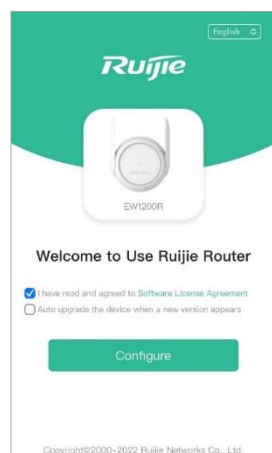 English
Ruijie
EW1200R
Welcome to Use Ruijie Router
I have read and agreed to Software License Agreement
Auto upgrade the device when a new version appears
Configure
Copyright©2000-2022 Ruijie Networks Co., Ltd.